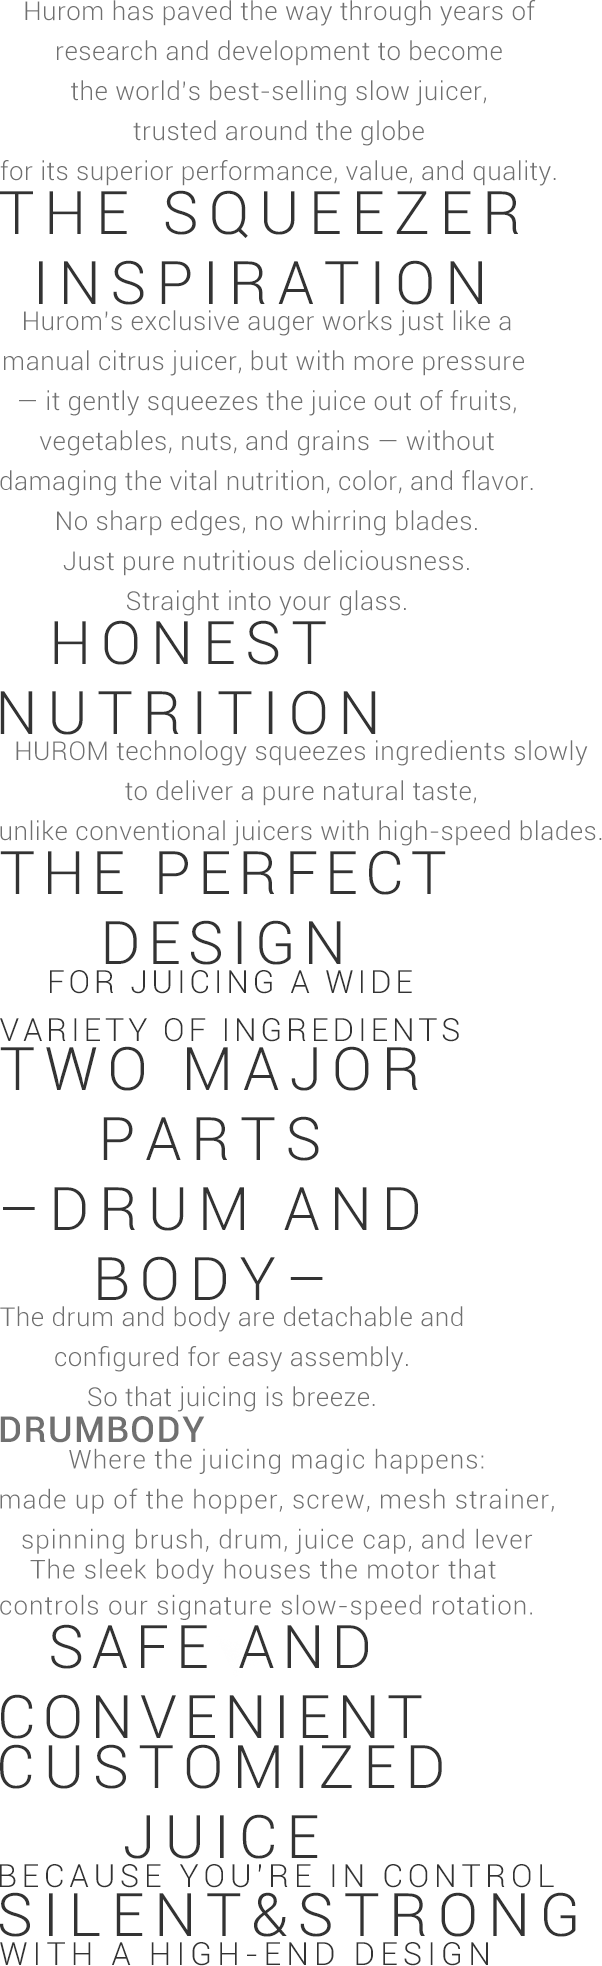 Hurom has paved the way through years of
research and development to become
the world's best-selling slow juicer,
trusted around the globe
for its superior performance, value, and quality.
THE SQUEEZER
INSPIRATION
Hurom's exclusive auger works just like a
manual citrus juicer, but with more pressure
— it gently squeezes the juice out of fruits,
vegetables, nuts, and grains — without
damaging the vital nutrition, color, and flavor.
No sharp edges, no whirring blades.
Just pure nutritious deliciousness.
Straight into your glass.
HONEST
NUTRITION
HUROM technology squeezes ingredients slowly
to deliver a pure natural taste,
unlike conventional juicers with high-speed blades.
THE PERFECT
DESIGN
FOR JUICING A WIDE
VARIETY OF INGREDIENTS
TWO MAJOR
PARTS
–DRUM AND
BODY–
The drum and body are detachable and
configured for easy assembly.
So that juicing is breeze.
DRUMBODY
Where the juicing magic happens:
made up of the hopper, screw, mesh strainer,
spinning brush, drum, juice cap, and lever
The sleek body houses the motor that
controls our signature slow-speed rotation.
SAFE AND
CONVENIENT
CUSTOMIZED
JUICE
BECAUSE YOU'RE IN CONTROL
SILENT&STRONG
WITH A HIGH-END DESIGN